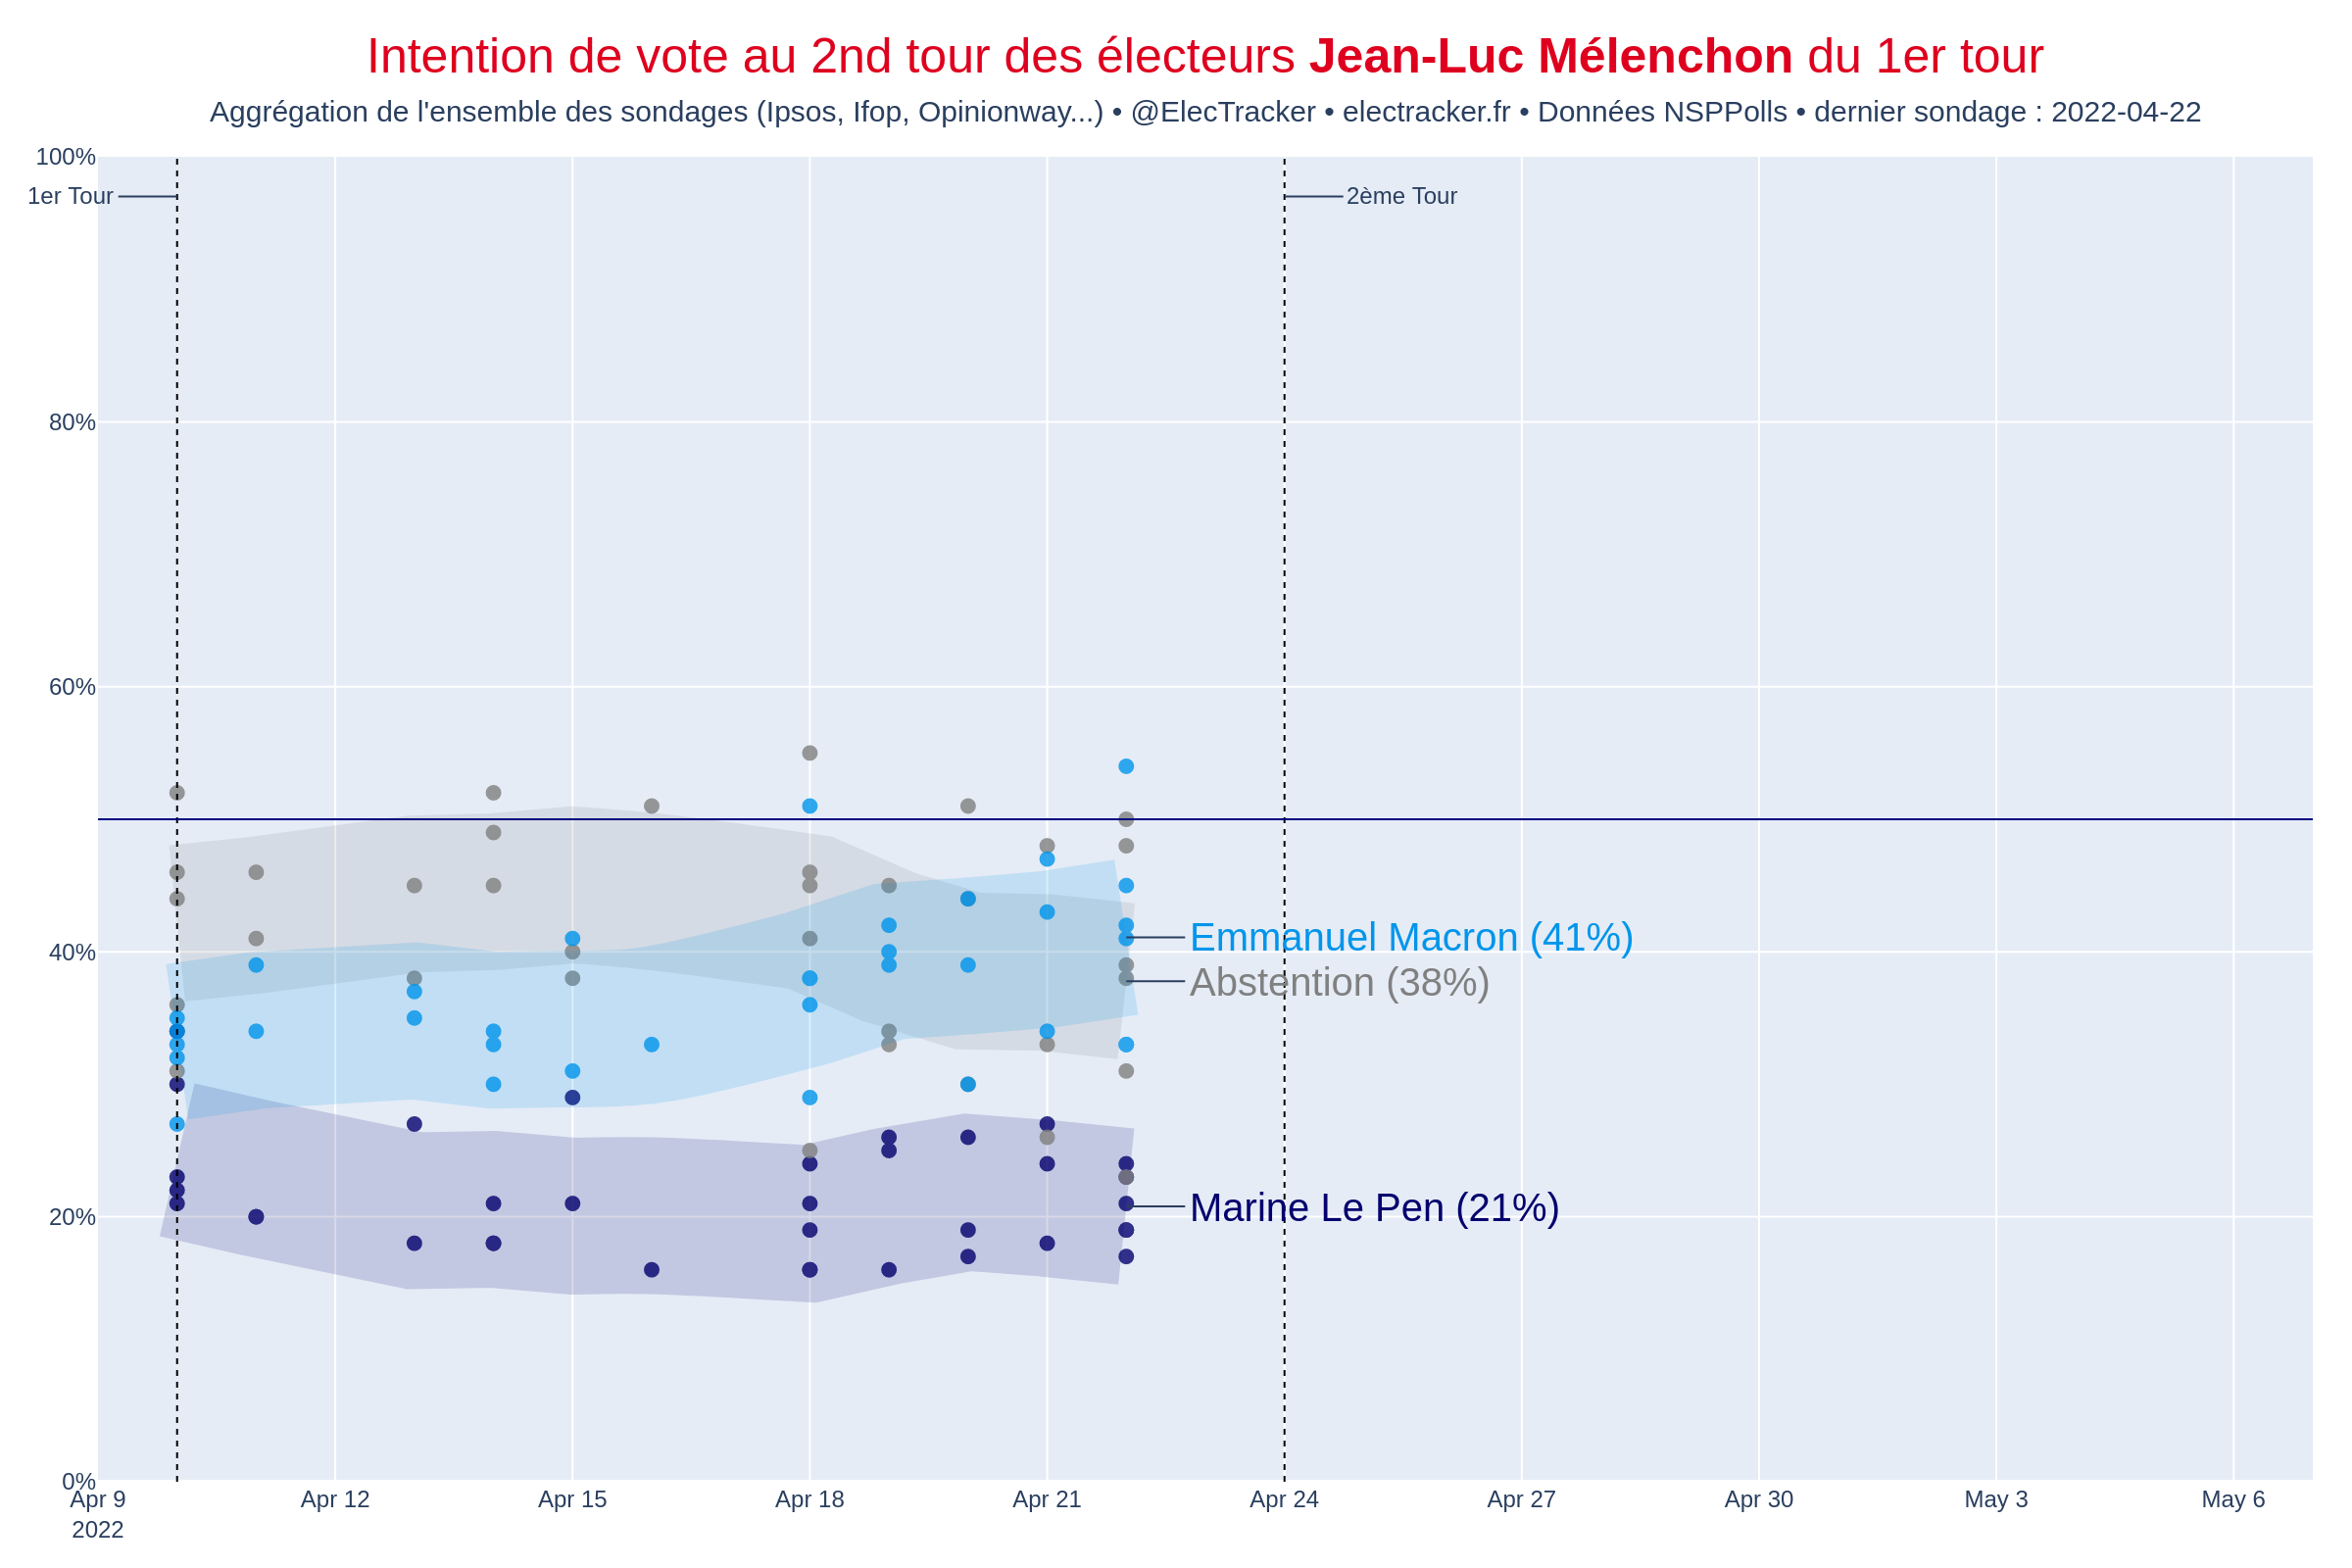 Intention de vote au 2nd tour des électeurs Jean-Luc Mélenchon du 1er tour
Aggrégation de l'ensemble des sondages (Ipsos, Ifop, Opinionway...) • @ElecTracker • electracker.fr • Données NSPPolls • dernier sondage : 2022-04-22
100%
1er Tour
2ème Tour
80%
60%
40%
Emmanuel Macron (41%)
Abstention (38%)
20%
Marine Le Pen (21%)
0%
Apr 9
2022
Apr 12
Apr 15
Apr 18
Apr 21
Apr 24
Apr 27
Apr 30
May 3
May 6